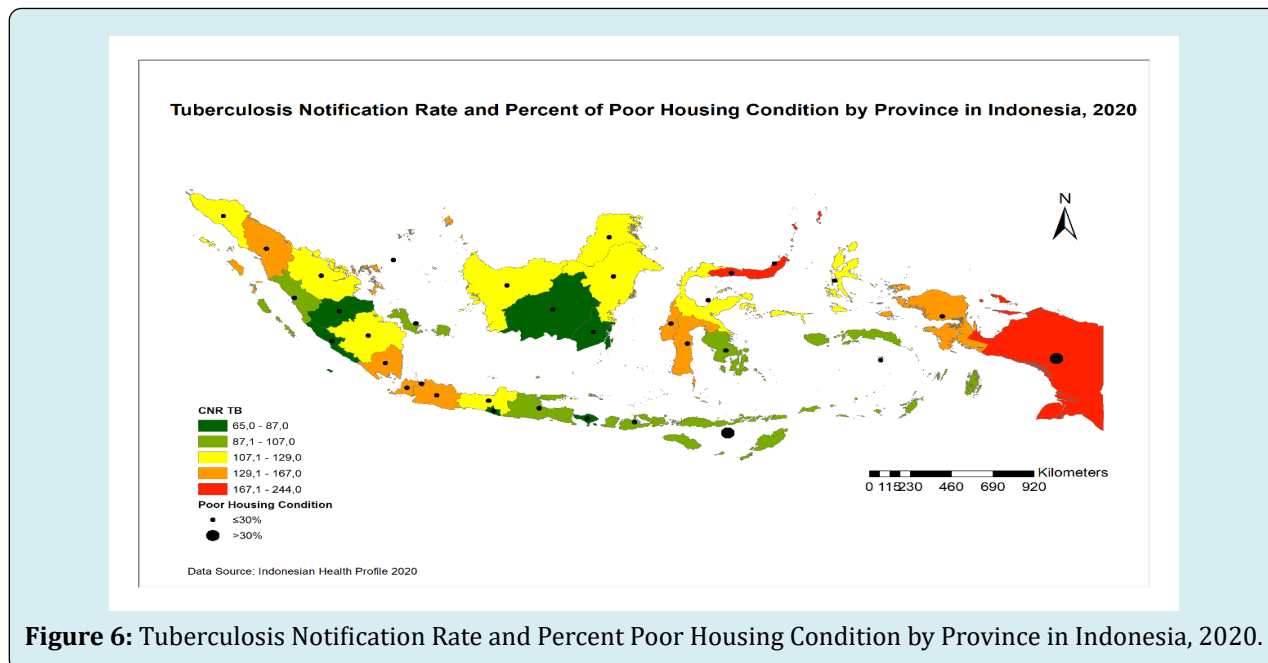 Tuberculosis Notification Rate and Percent of Poor Housing Condition by Province in Indonesia, 2020
N
CNR TB
65,0 - 87,0
87,1 - 107,0
107,1 - 129,0
129,1 - 167,0
167,1 - 244,0
Poor Housing Condition
≤30%
>30%
Kilometers
0 115 230 460 690 920
Data Source: Indonesian Health Profile 2020
Figure 6: Tuberculosis Notification Rate and Percent Poor Housing Condition by Province in Indonesia, 2020.